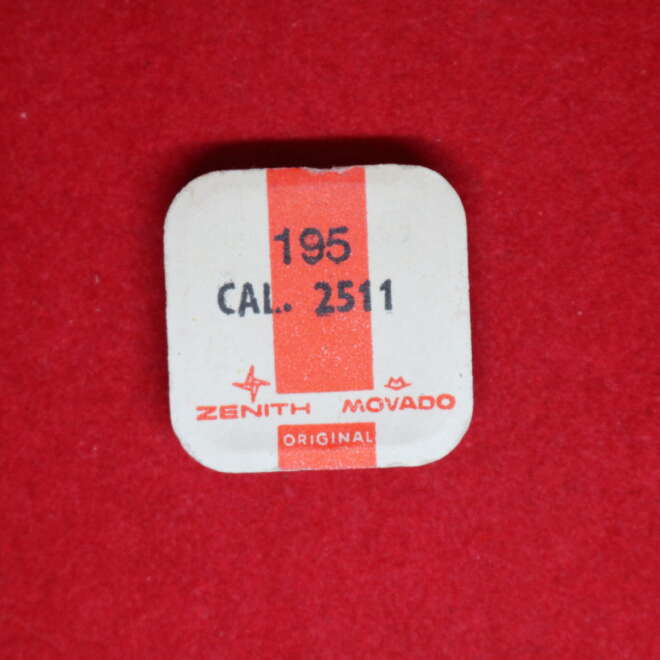 195
CAL. 2511
ZENITH MOVADO
ORIGINAL